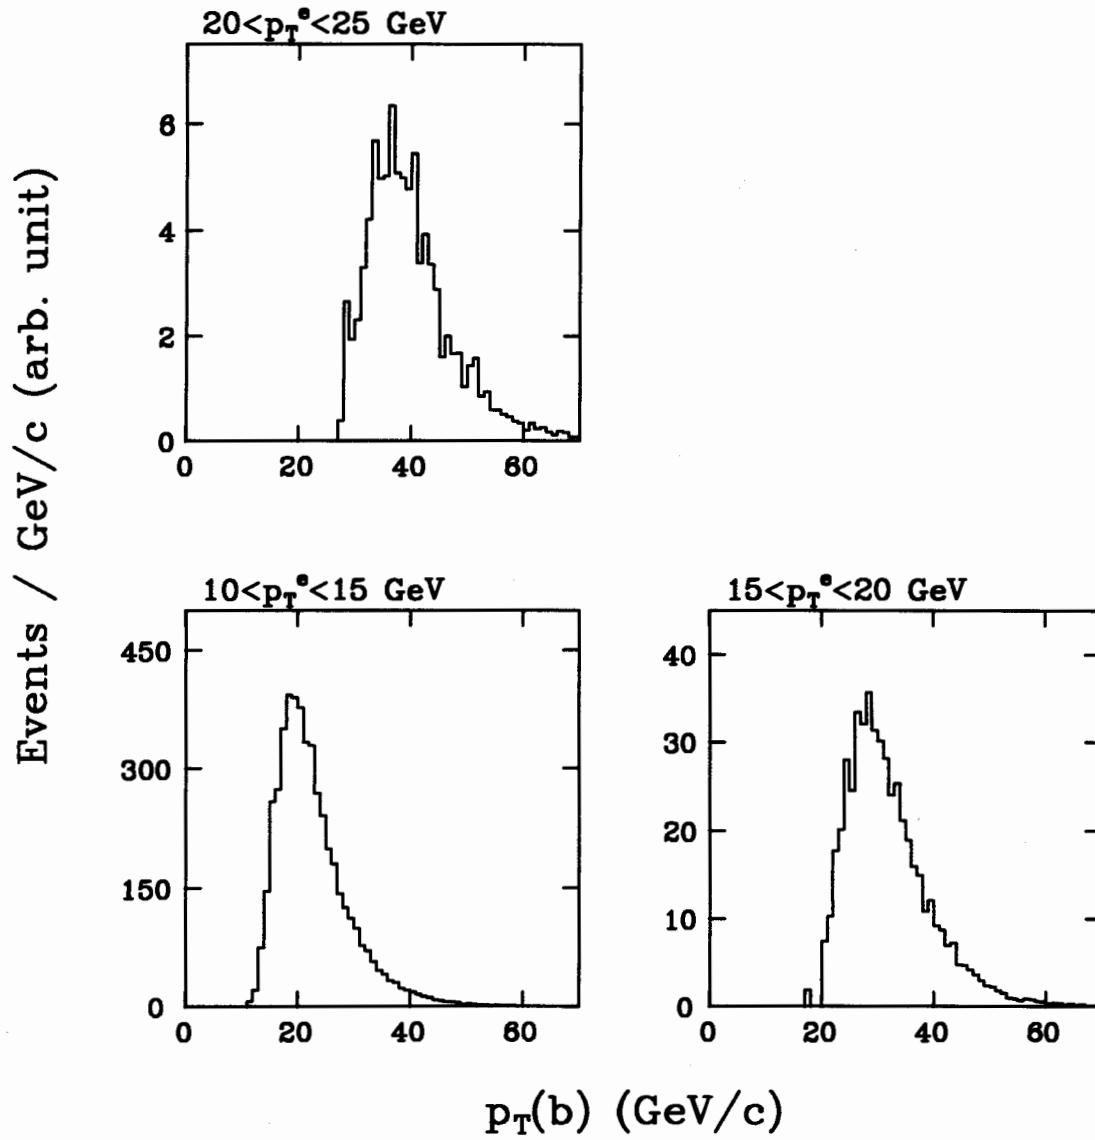 20<p_T^e<25 GeV
6
4
2
0
0 20 40 60
Events / GeV/c (arb. unit)
10<p_T^e<15 GeV
450
300
150
0
0 20 40 60
15<p_T^e<20 GeV
40
30
20
10
0
0 20 40 60
p_T(b) (GeV/c)